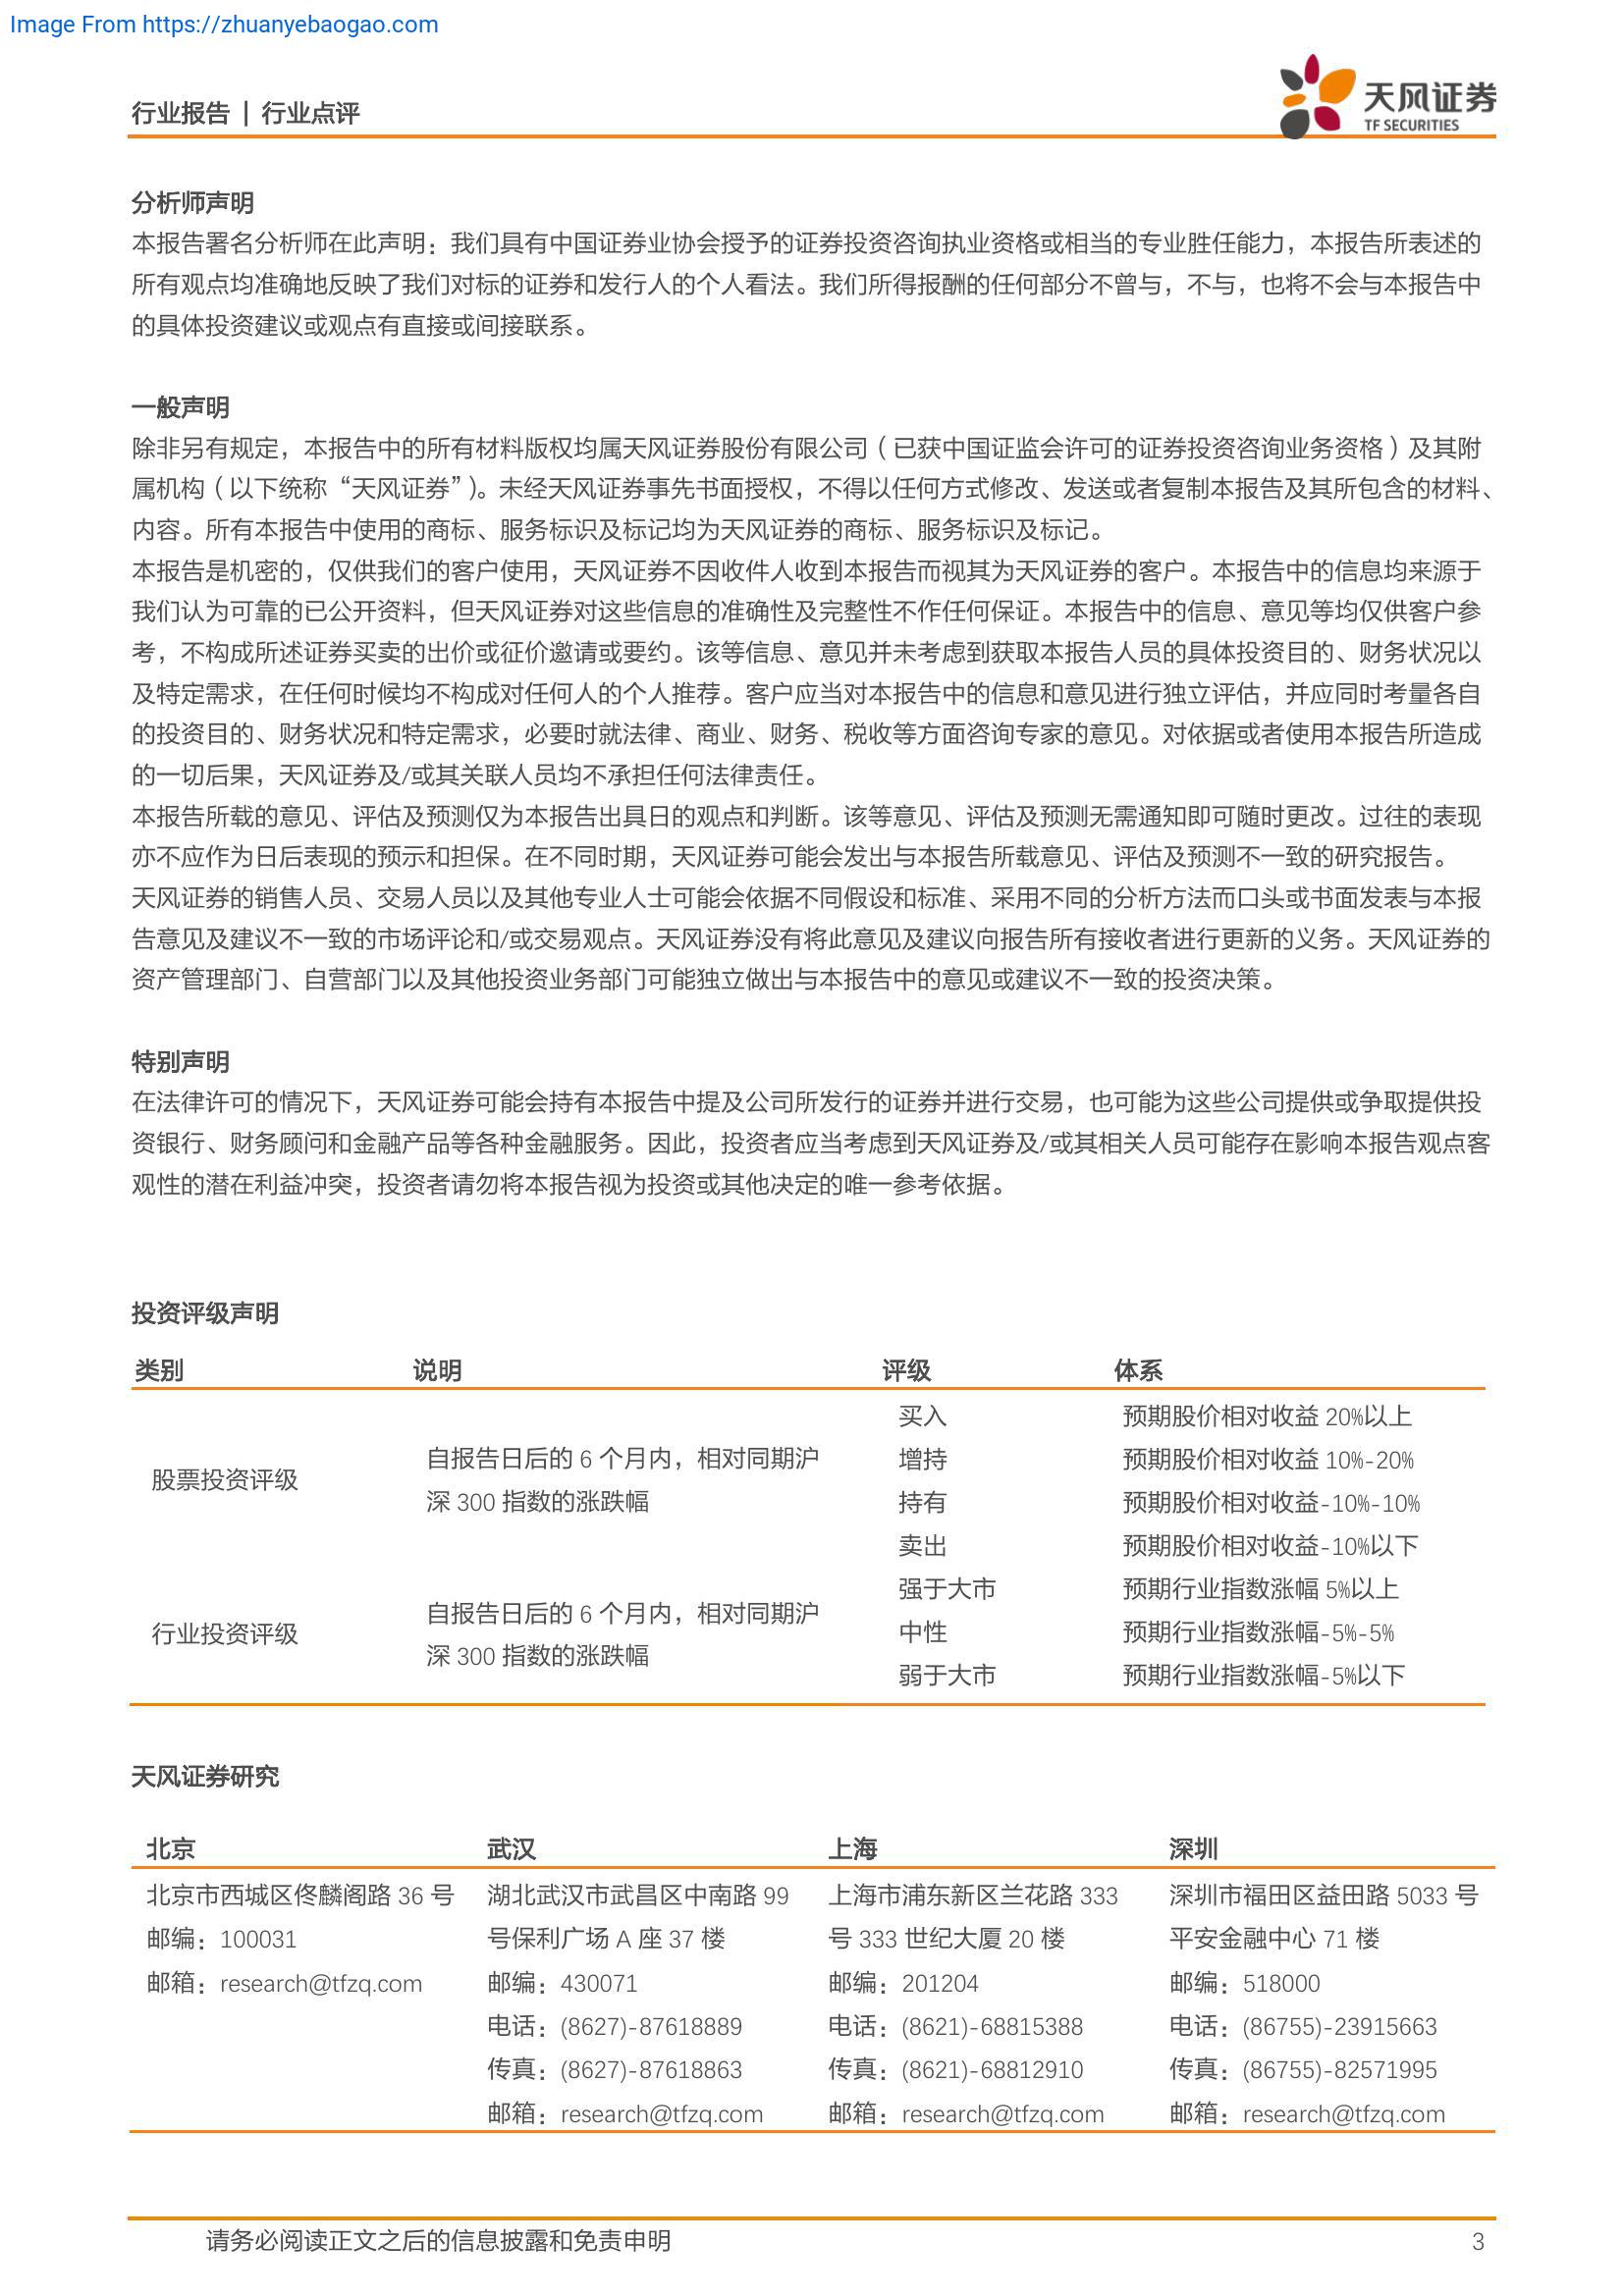 Image From https://zhuanyebaogao.com
行业报告 | 行业点评
天风证券
TF SECURITIES
分析师声明
本报告署名分析师在此声明：我们具有中国证券业协会授予的证券投资咨询执业资格或相当的专业胜任能力，本报告所表述的
所有观点均准确地反映了我们对标的证券和发行人的个人看法。我们所得报酬的任何部分不曾与，不与，也将不会与本报告中
的具体投资建议或观点有直接或间接联系。
一般声明
除非另有规定，本报告中的所有材料版权均属天风证券股份有限公司（已获中国证监会许可的证券投资咨询业务资格）及其附
属机构（以下统称“天风证券”）。未经天风证券事先书面授权，不得以任何方式修改、发送或者复制本报告及其所包含的材料、
内容。所有本报告中使用的商标、服务标识及标记均为天风证券的商标、服务标识及标记。
本报告是机密的，仅供我们的客户使用，天风证券不因收件人收到本报告而视其为天风证券的客户。本报告中的信息均来源于
我们认为可靠的已公开资料，但天风证券对这些信息的准确性及完整性不作任何保证。本报告中的信息、意见等均仅供客户参
考，不构成所述证券买卖的出价或征价邀请或要约。该等信息、意见并未考虑到获取本报告人员的具体投资目的、财务状况以
及特定需求，在任何时候均不构成对任何人的个人推荐。客户应当对本报告中的信息和意见进行独立评估，并应同时考量各自
的投资目的、财务状况和特定需求，必要时就法律、商业、财务、税收等方面咨询专家的意见。对依据或者使用本报告所造成
的一切后果，天风证券及/或其关联人员均不承担任何法律责任。
本报告所载的意见、评估及预测仅为本报告出具日的观点和判断。该等意见、评估及预测无需通知即可随时更改。过往的表现
亦不应作为日后表现的预示和担保。在不同时期，天风证券可能会发出与本报告所载意见、评估及预测不一致的研究报告。
天风证券的销售人员、交易人员以及其他专业人士可能会依据不同假设和标准、采用不同的分析方法而口头或书面发表与本报
告意见及建议不一致的市场评论和/或交易观点。天风证券没有将此意见及建议向报告所有接收者进行更新的义务。天风证券的
资产管理部门、自营部门以及其他投资业务部门可能独立做出与本报告中的意见或建议不一致的投资决策。
特别声明
在法律许可的情况下，天风证券可能会持有本报告中提及公司所发行的证券并进行交易，也可能为这些公司提供或争取提供投
资银行、财务顾问和金融产品等各种金融服务。因此，投资者应当考虑到天风证券及/或其相关人员可能存在影响本报告观点客
观性的潜在利益冲突，投资者请勿将本报告视为投资或其他决定的唯一参考依据。
投资评级声明
类别 说明 评级 体系
股票投资评级
自报告日后的 6 个月内，相对同期沪
深 300 指数的涨跌幅
买入 预期股价相对收益 20%以上
增持 预期股价相对收益 10%-20%
持有 预期股价相对收益-10%-10%
卖出 预期股价相对收益-10%以下
行业投资评级
自报告日后的 6 个月内，相对同期沪
深 300 指数的涨跌幅
强于大市 预期行业指数涨幅 5%以上
中性 预期行业指数涨幅-5%-5%
弱于大市 预期行业指数涨幅-5%以下
天风证券研究
北京 武汉 上海 深圳
北京市西城区佟麟阁路 36 号 湖北武汉市武昌区中南路 99 上海市浦东新区兰花路 333 深圳市福田区益田路 5033 号
邮编：100031 号保利广场 A 座 37 楼 号 333 世纪大厦 20 楼 平安金融中心 71 楼
邮箱：research@tfzq.com 邮编：430071 邮编：201204 邮编：518000
电话：(8627)-87618889 电话：(8621)-68815388 电话：(86755)-23915663
传真：(8627)-87618863 传真：(8621)-68812910 传真：(86755)-82571995
邮箱：research@tfzq.com 邮箱：research@tfzq.com 邮箱：research@tfzq.com
请务必阅读正文之后的信息披露和免责申明 3